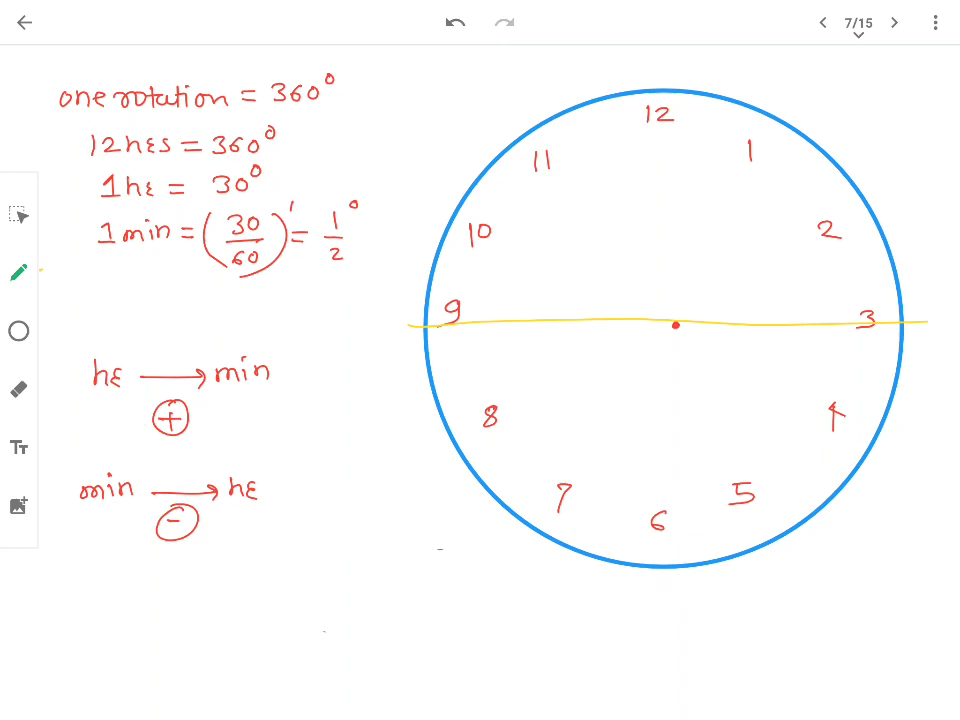 7/15
one rotation = 360°
12 hrs = 360°
1 hr = 30°
1 min = (30/60)' = 1/2°
hr → min
+
min → hr
-
12
11
1
10
2
9
3
8
4
7
5
6
Tт